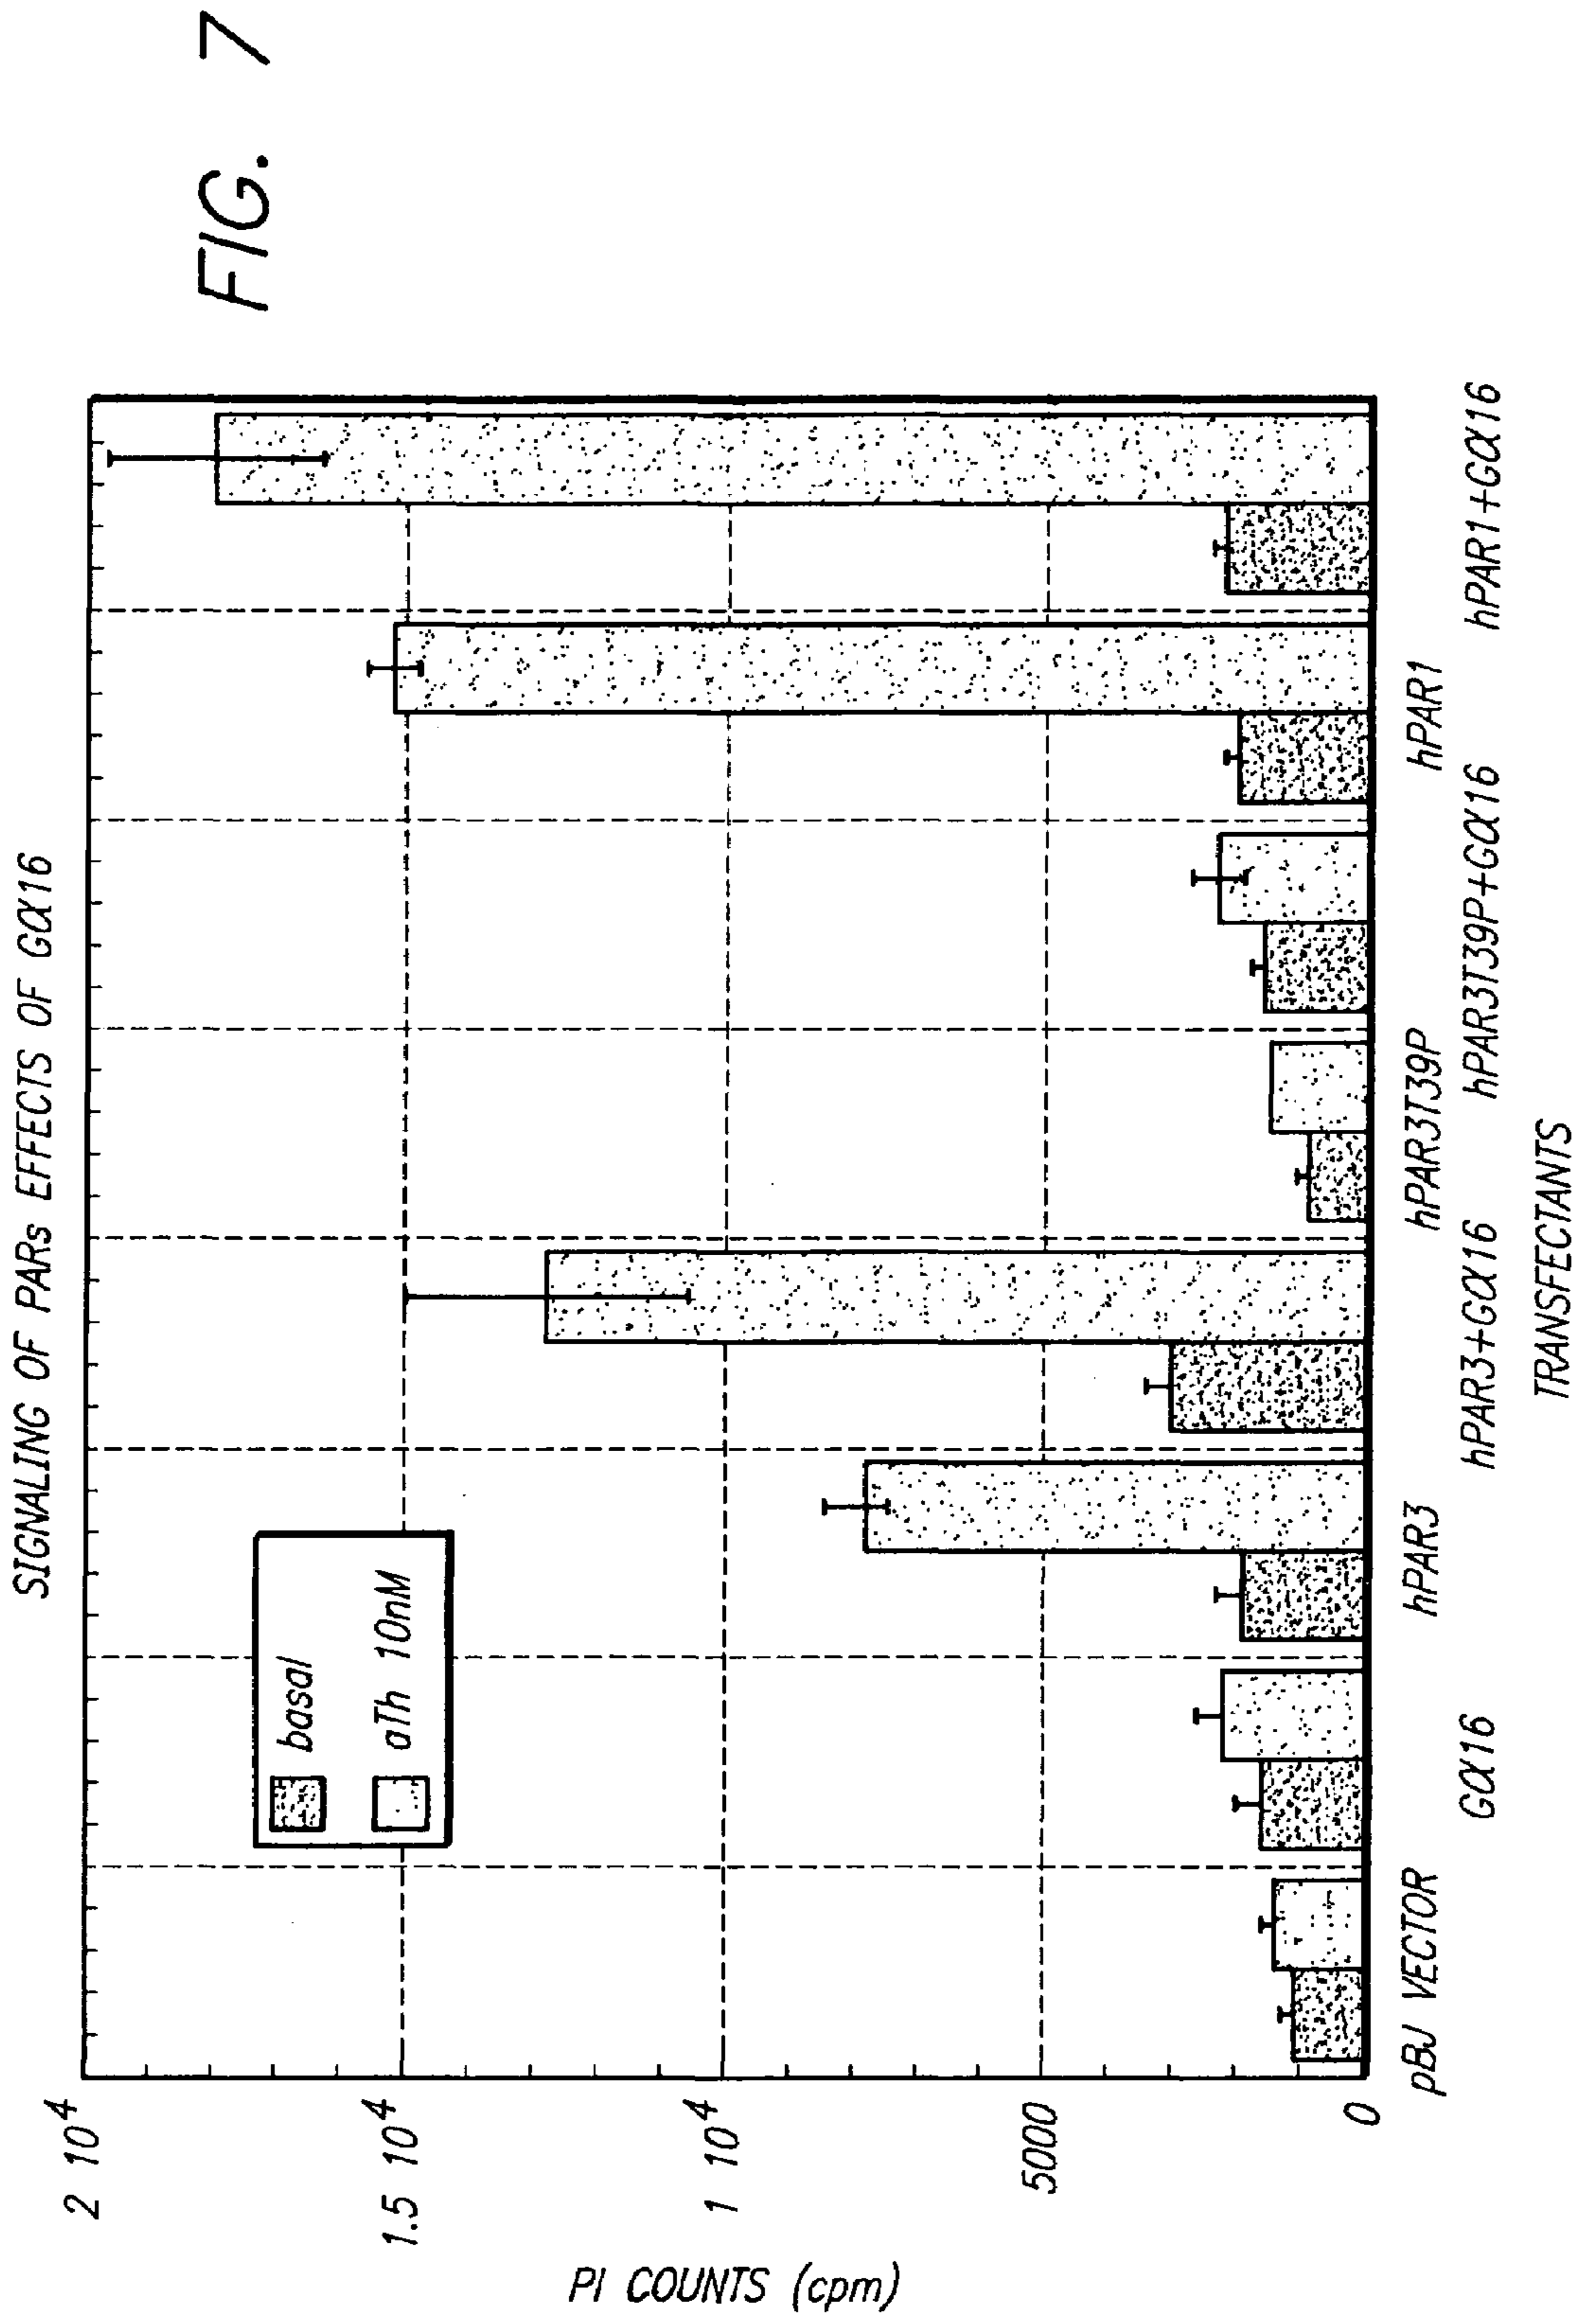 FIG. 7
SIGNALING OF PARs EFFECTS OF Gα16
basal
aTh 10nM
2 10^4
1.5 10^4
1 10^4
5000
0
PI COUNTS (cpm)
pBJ VECTOR
Gα16
hPAR3
hPAR3+Gα16
hPAR3T39P
hPAR3T39P+Gα16
hPAR1
hPAR1+Gα16
TRANSFECTANTS